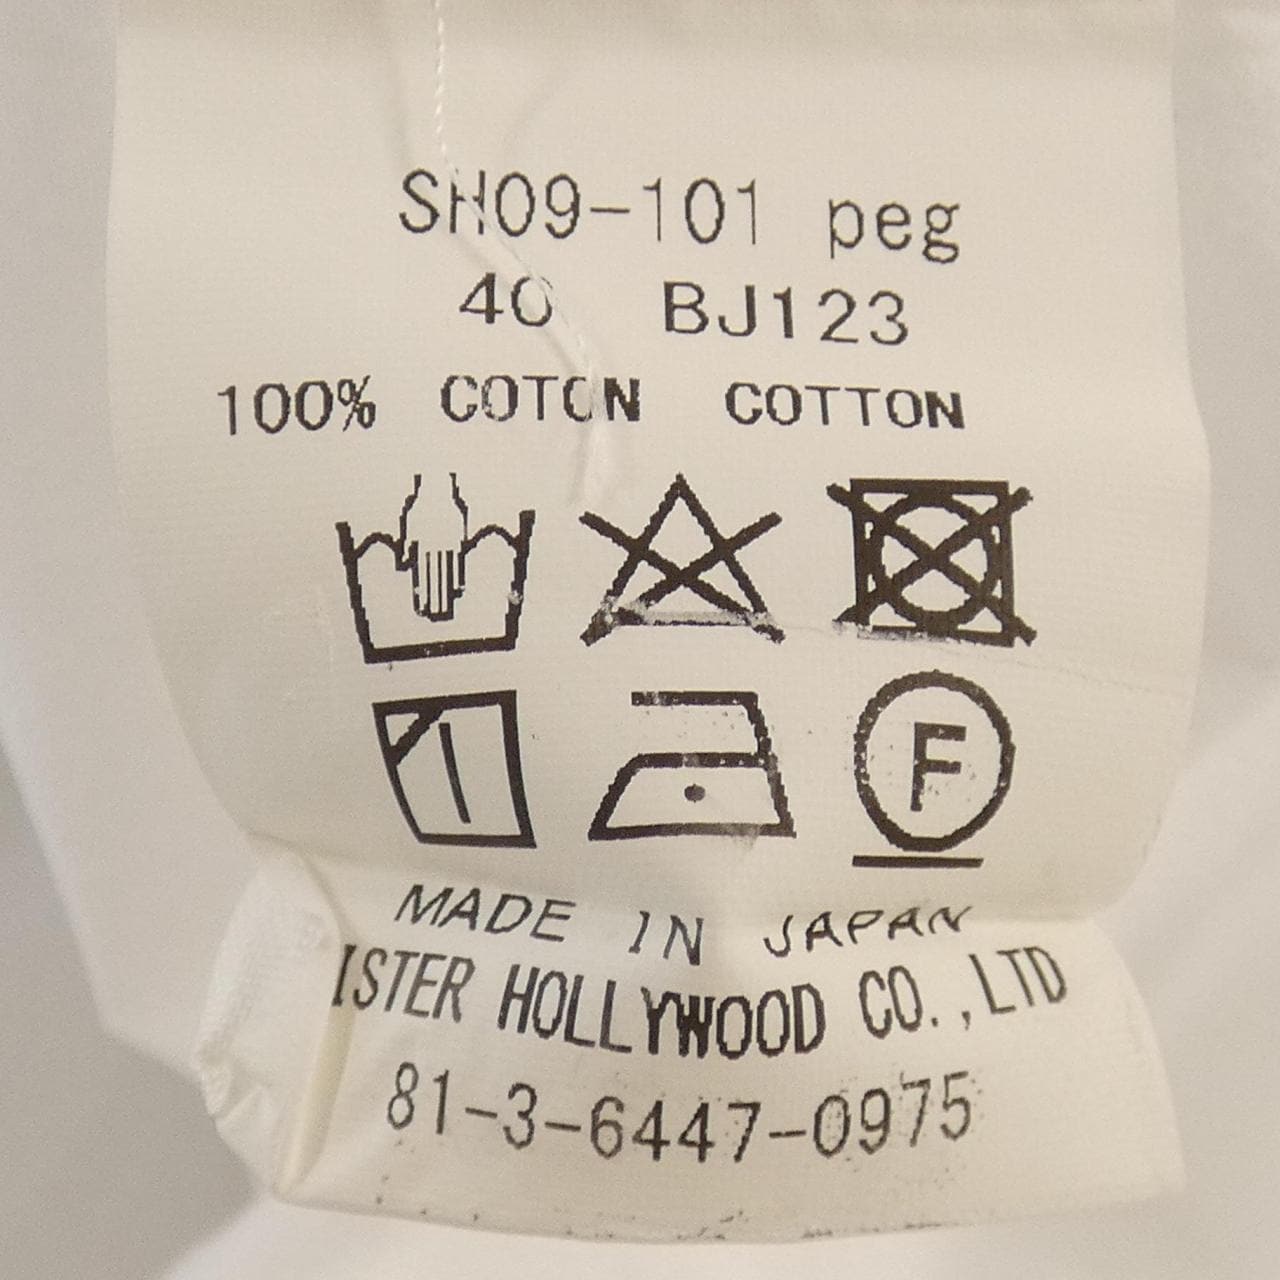 SH09-101 peg
40 BJ123
100% COTON COTTON
F
MADE IN JAPAN
ISTER HOLLYWOOD CO.,LTD
81-3-6447-0975